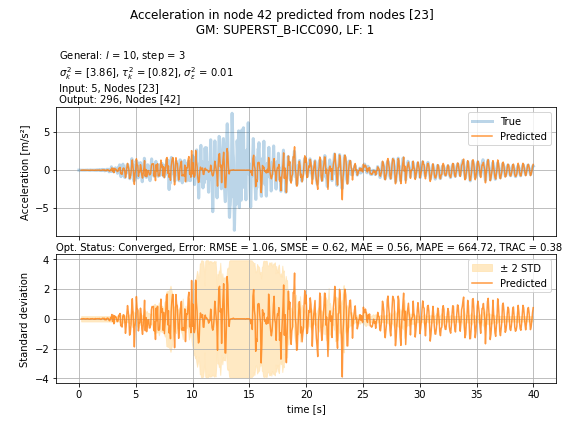 Acceleration in node 42 predicted from nodes [23]
GM: SUPERST_B-ICC090, LF: 1
General: l = 10, step = 3
σ²ₖ = [3.86], τ²ₖ = [0.82], σ²_ε = 0.01
Input: 5, Nodes [23]
Output: 296, Nodes [42]
Acceleration [m/s²]
5
0
−5
True
Predicted
Opt. Status: Converged, Error: RMSE = 1.06, SMSE = 0.62, MAE = 0.56, MAPE = 664.72, TRAC = 0.38
Standard deviation
4
2
0
−2
−4
± 2 STD
Predicted
0 5 10 15 20 25 30 35 40
time [s]